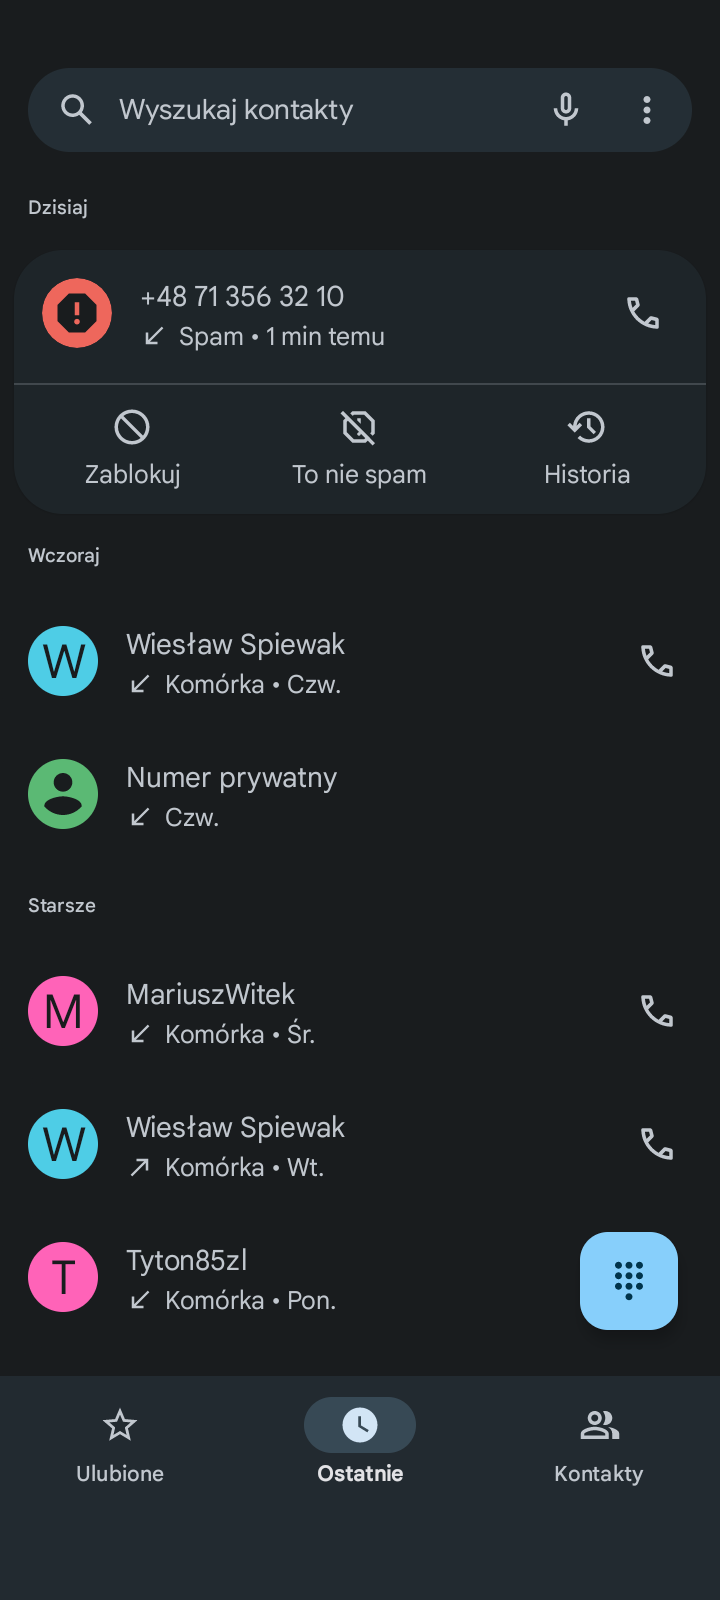 Wyszukaj kontakty
Dzisiaj
+48 71 356 32 10
Spam • 1 min temu
Zablokuj
To nie spam
Historia
Wczoraj
W
Wiesław Spiewak
Komórka • Czw.
Numer prywatny
Czw.
Starsze
M
MariuszWitek
Komórka • Śr.
W
Wiesław Spiewak
Komórka • Wt.
T
Tyton85zl
Komórka • Pon.
Ulubione
Ostatnie
Kontakty